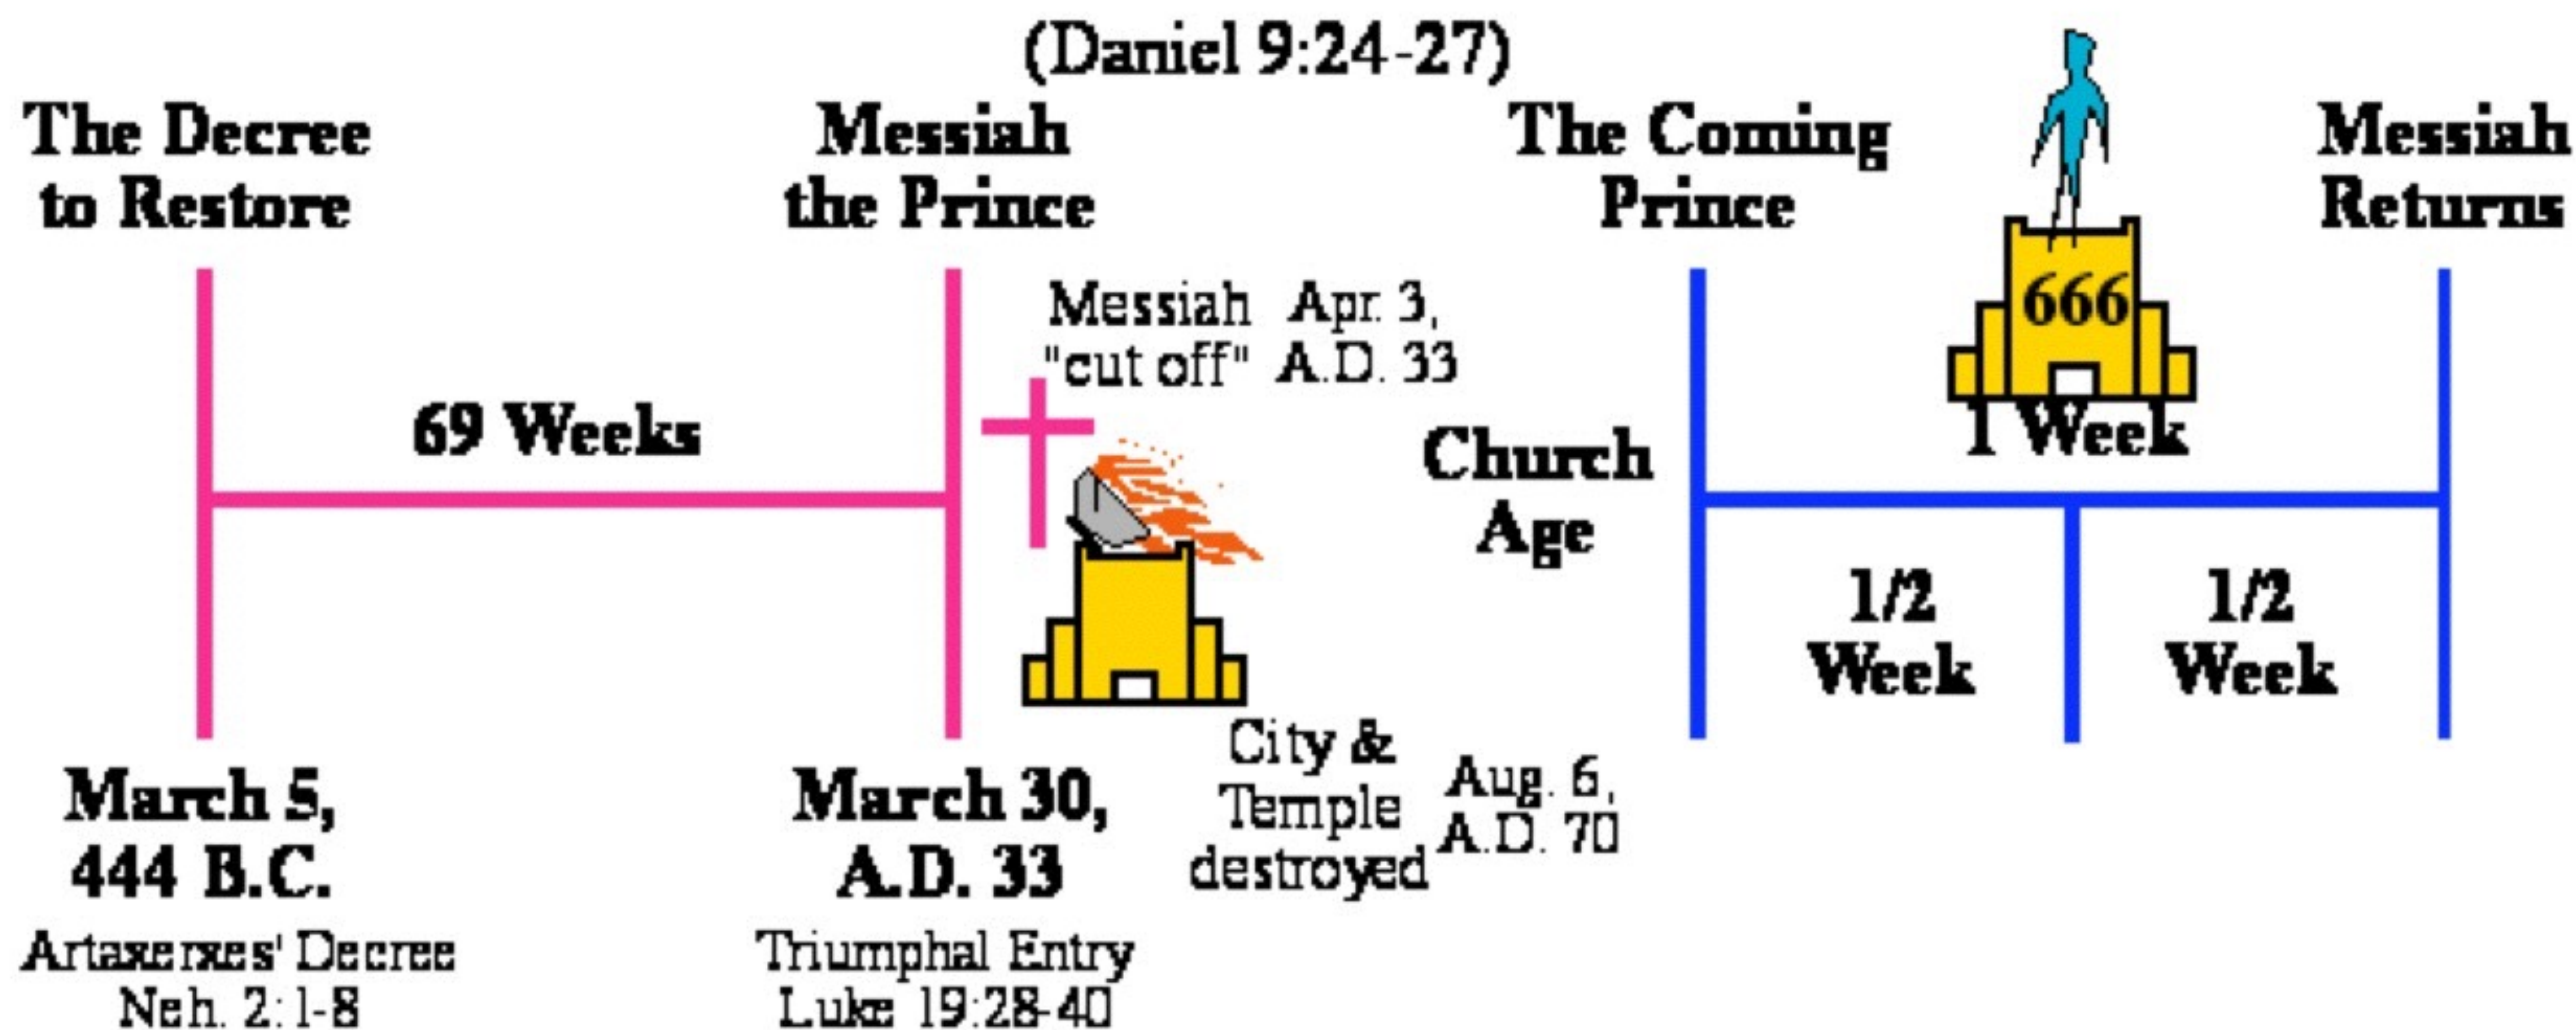 (Daniel 9:24-27)
The Decree
to Restore
Messiah
the Prince
The Coming
Prince
Messiah
Returns
Messiah
"cut off"
Apr. 3,
A.D. 33
666
69 Weeks
Church
Age
1 Week
1/2
Week
1/2
Week
March 5,
444 B.C.
Artaxerxes' Decree
Neh. 2:1-8
March 30,
A.D. 33
Triumphal Entry
Luke 19:28-40
City &
Temple
destroyed
Aug. 6,
A.D. 70